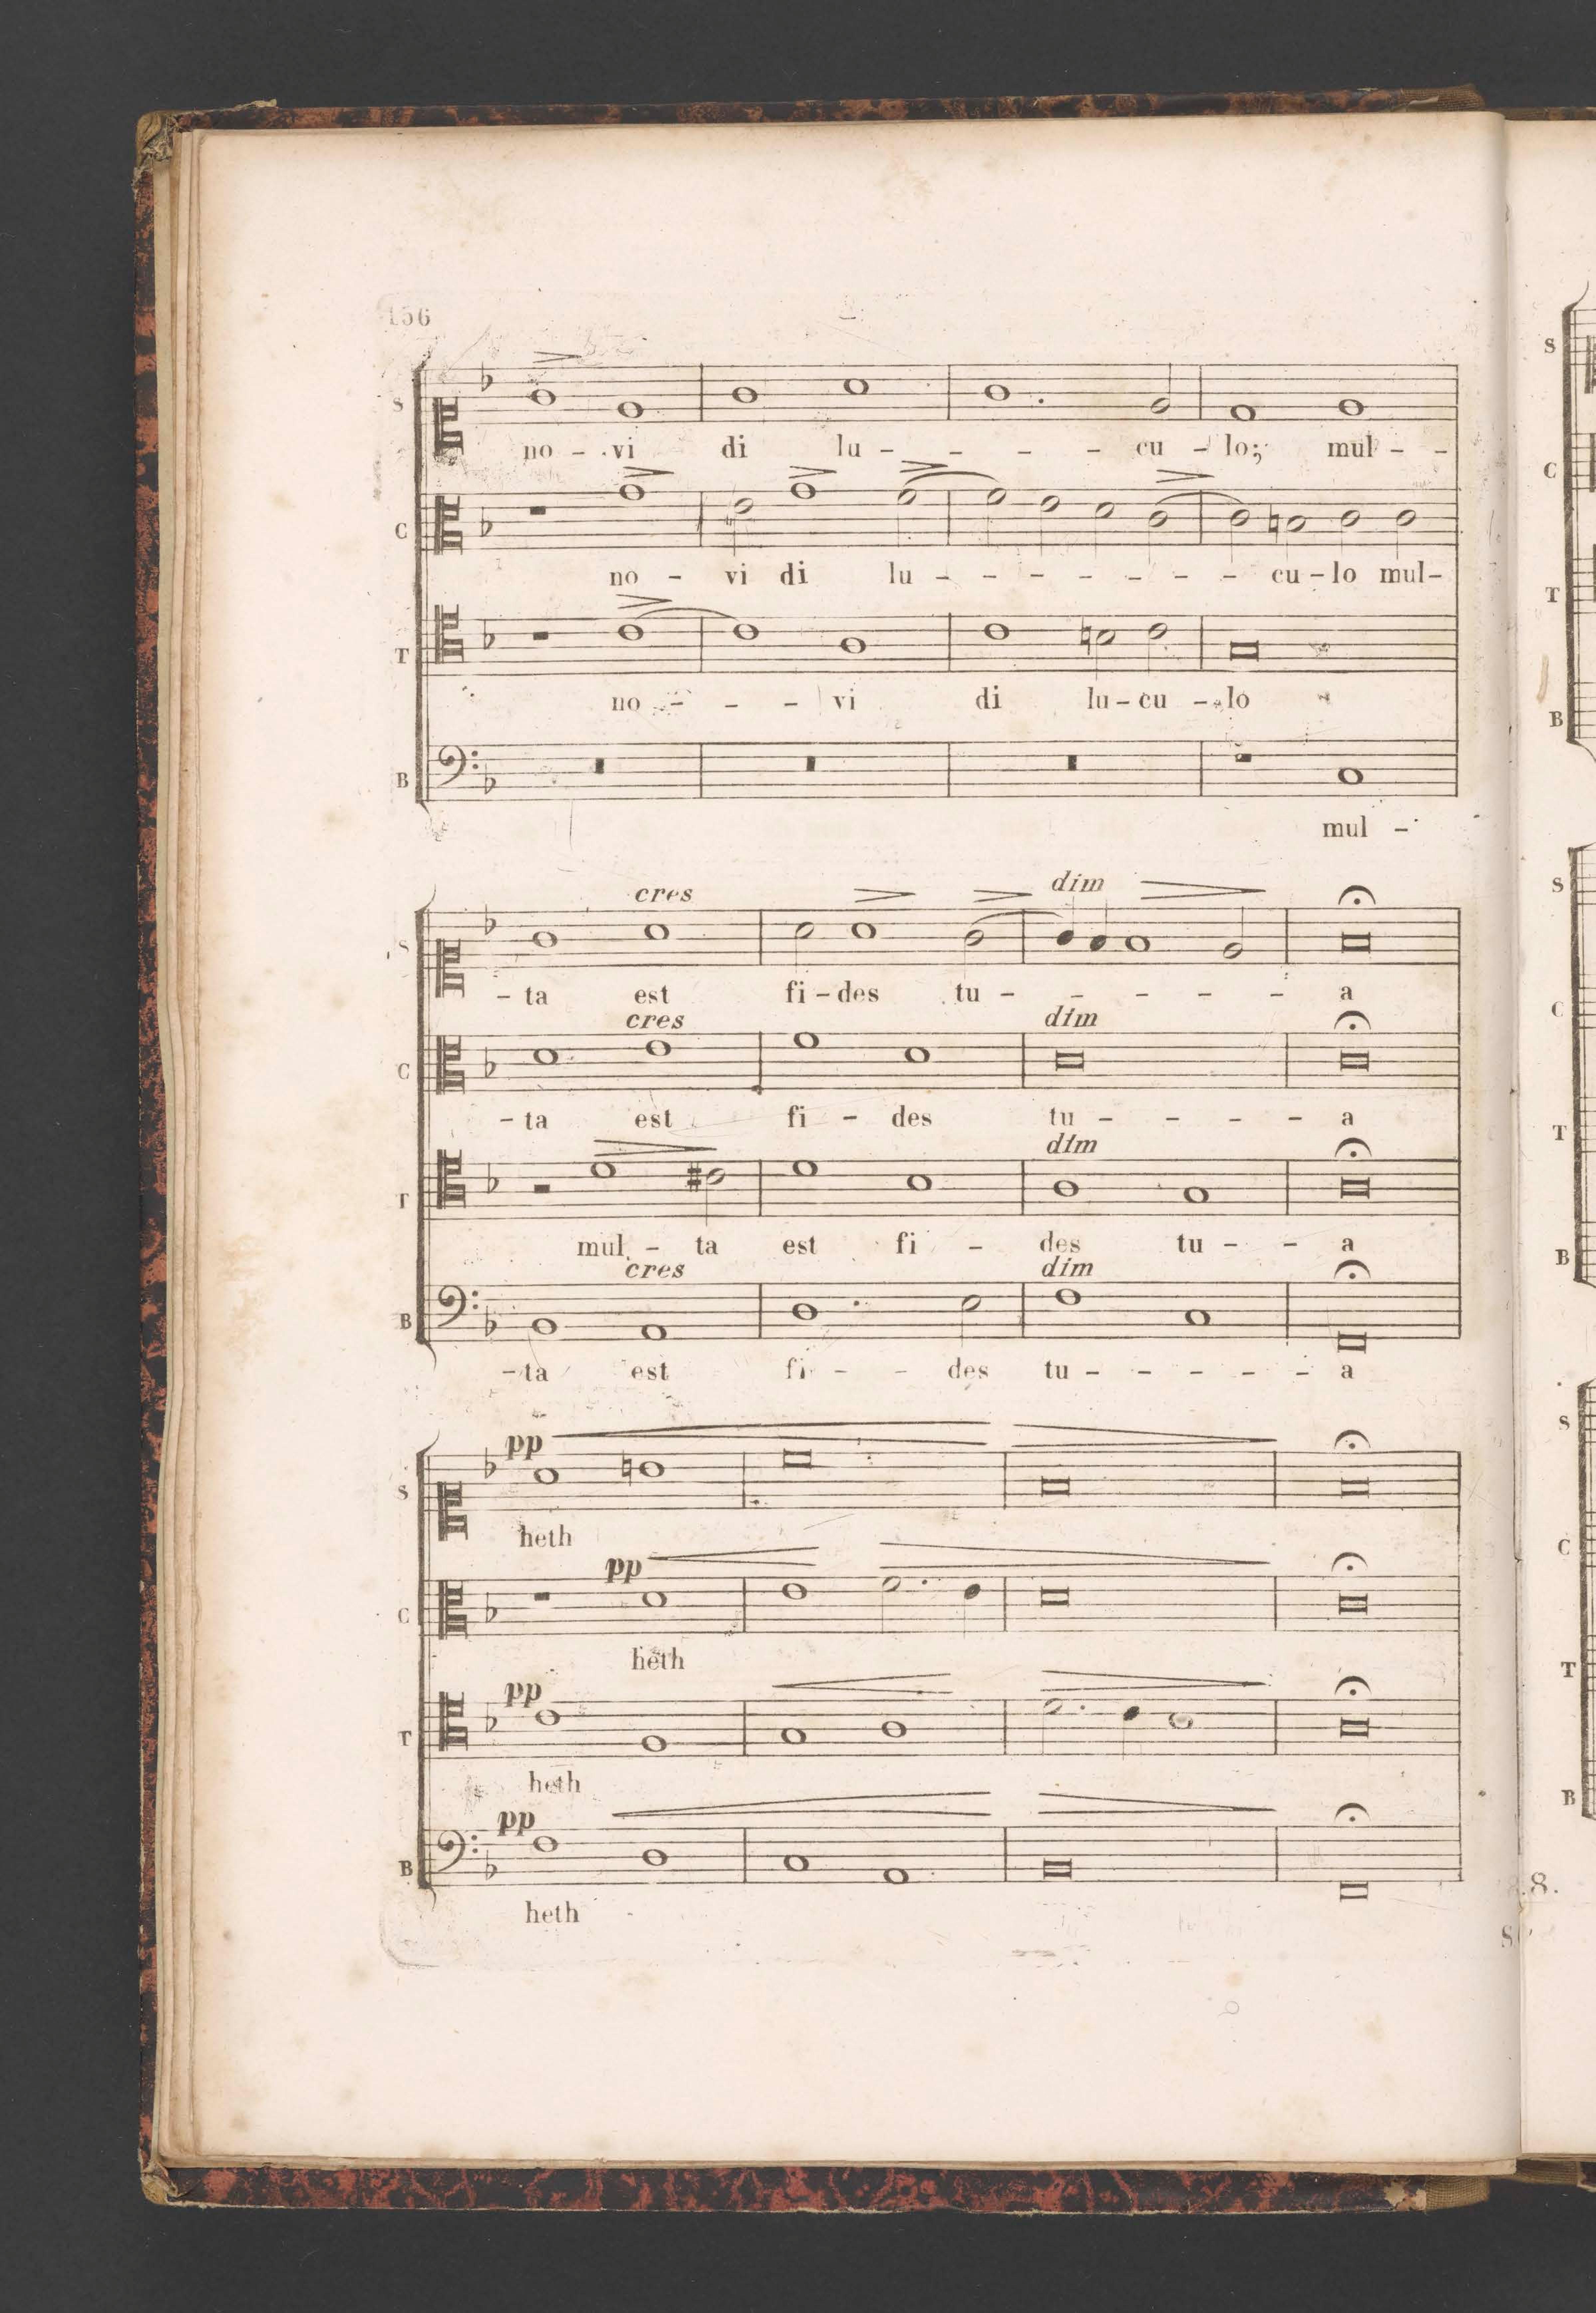 156
S
no - vi di lu - - - - cu - lo; mul - -
C
no - vi di lu - - - - - - - cu - lo mul -
T
no - - - vi di lu - cu - lo
B
mul -
cres dim
S
- ta est fi - des tu - - - - - a
cres dim
C
- ta est fi - des tu - - - - a
dim
T
mul - ta est fi - des tu - - a
cres dim
B
- ta est fi - - des tu - - - - - a
pp
S
heth
pp
C
heth
pp
T
heth
pp
B
heth
S
C
T
B
S
C
T
B
S
C
T
B
8.